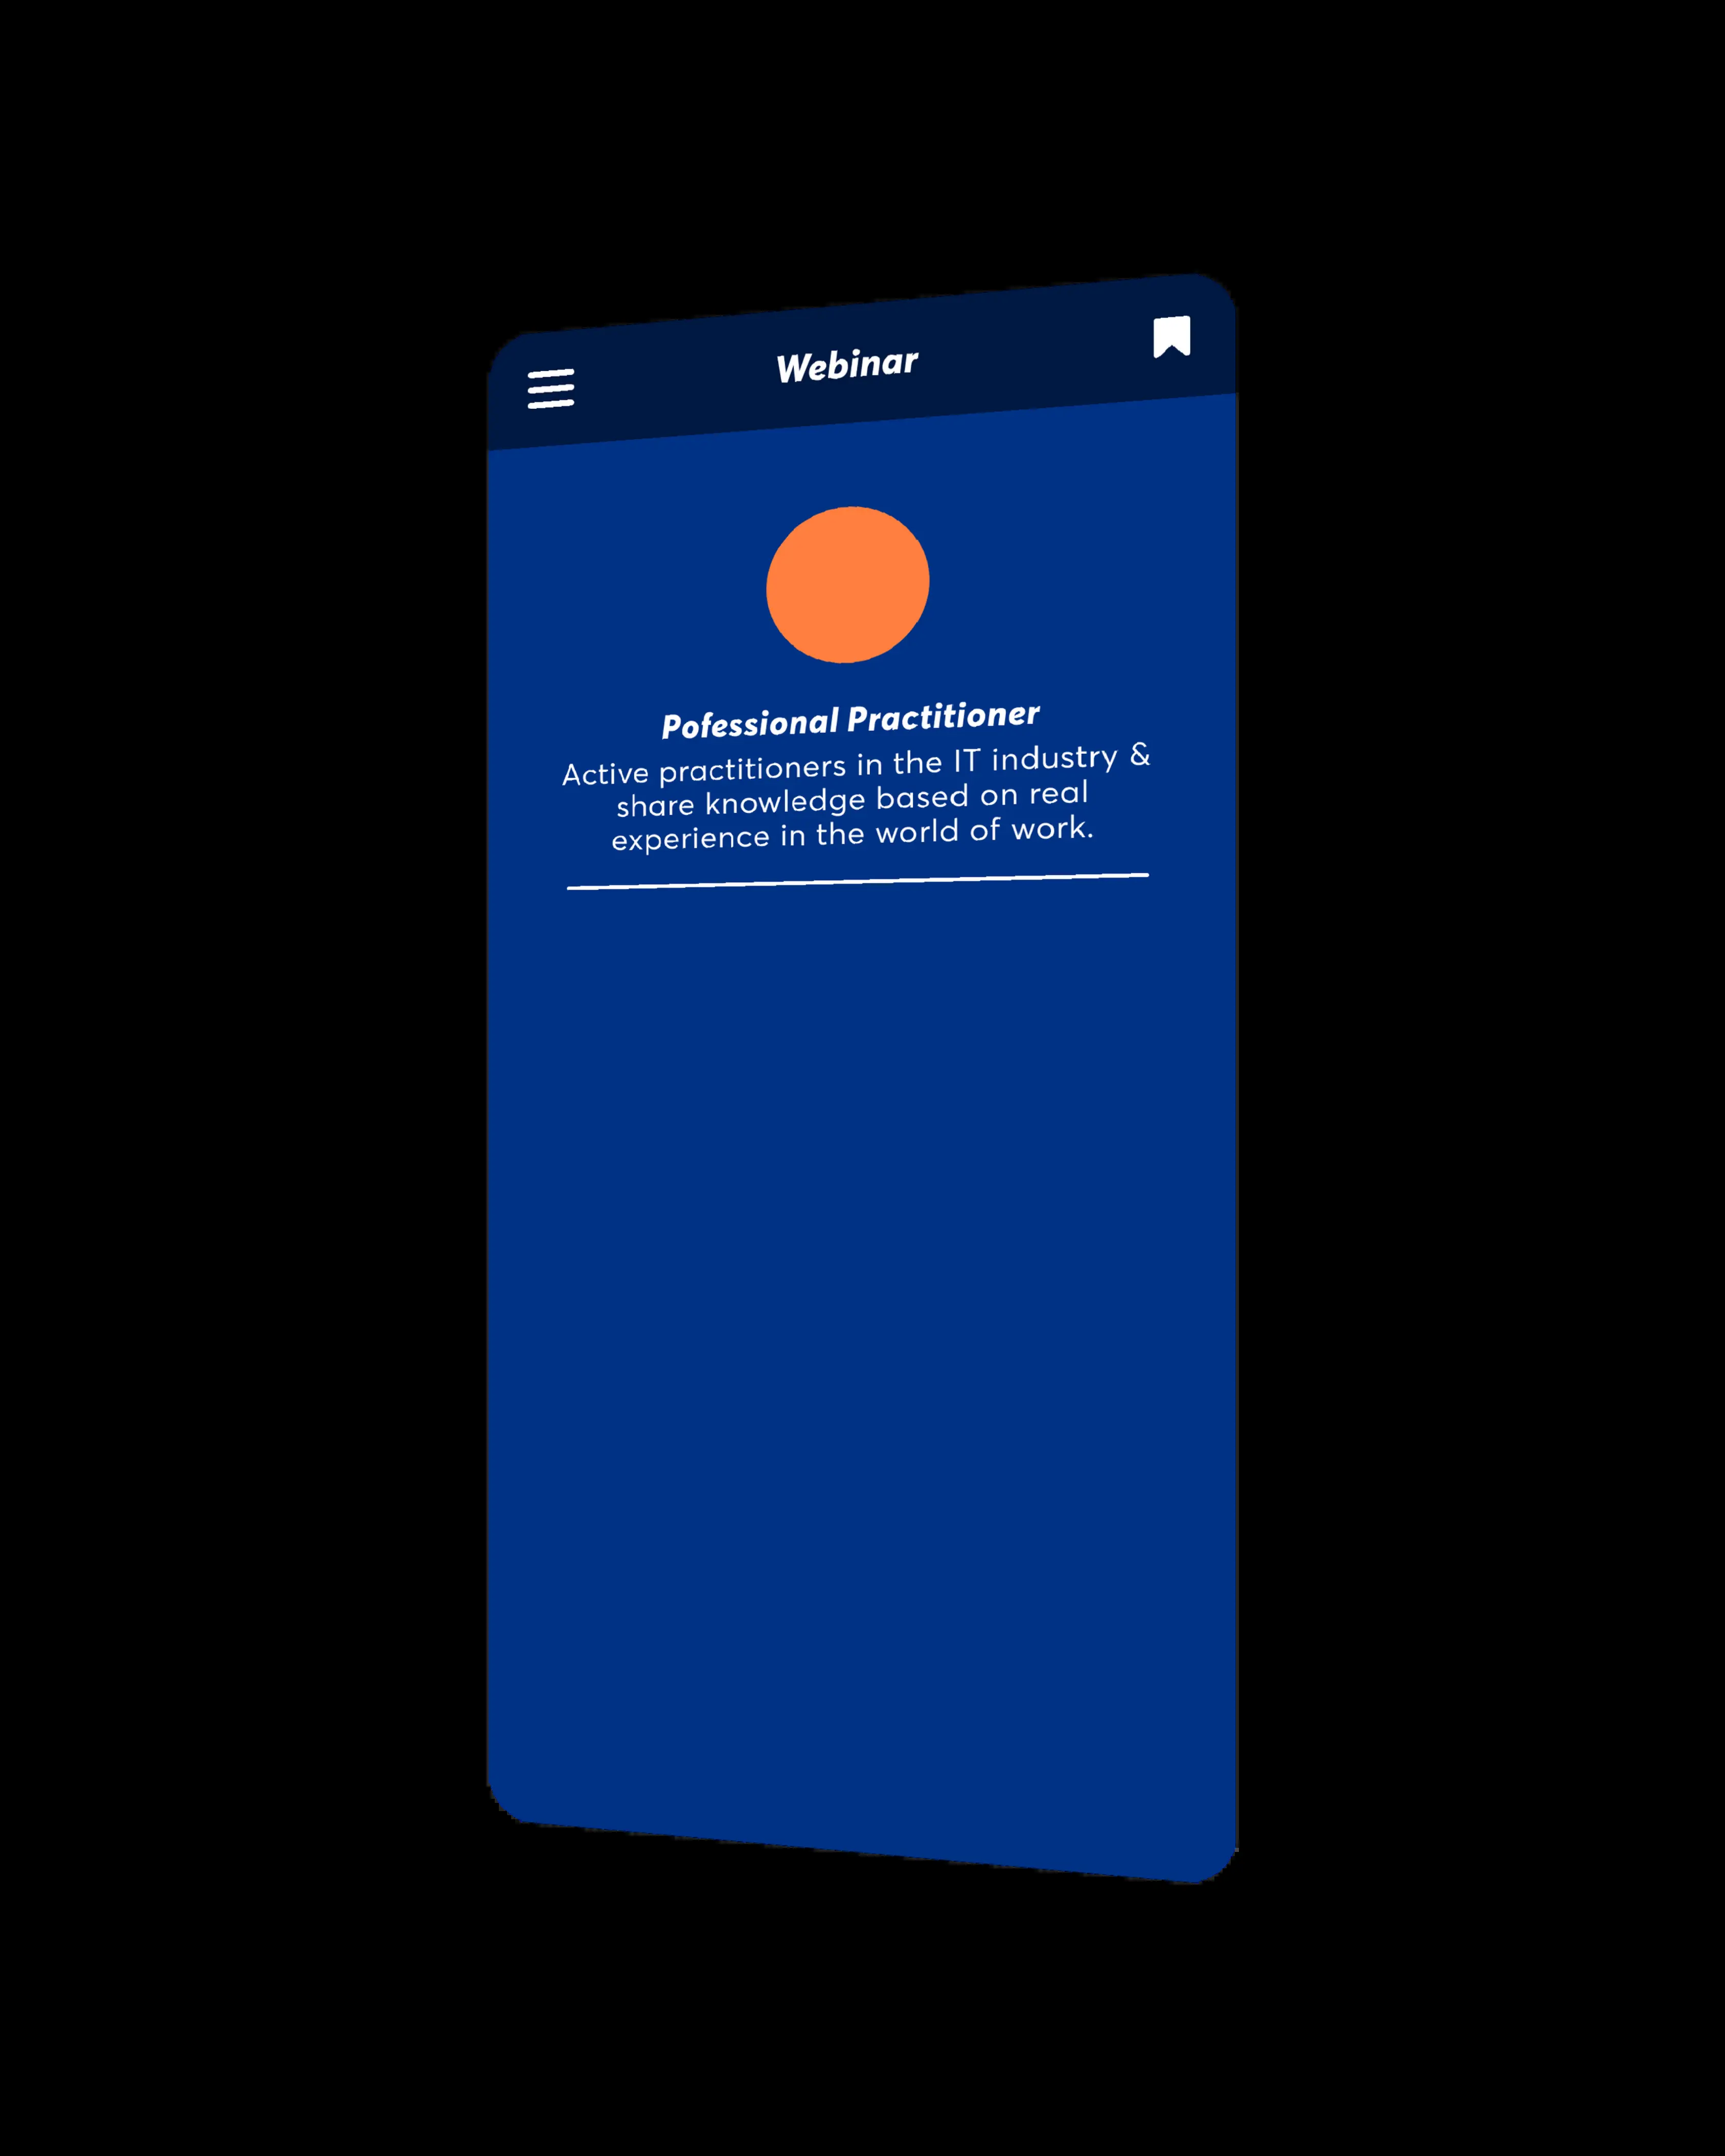 Webinar
Pofessional Practitioner
Active practitioners in the IT industry &
share knowledge based on real
experience in the world of work.